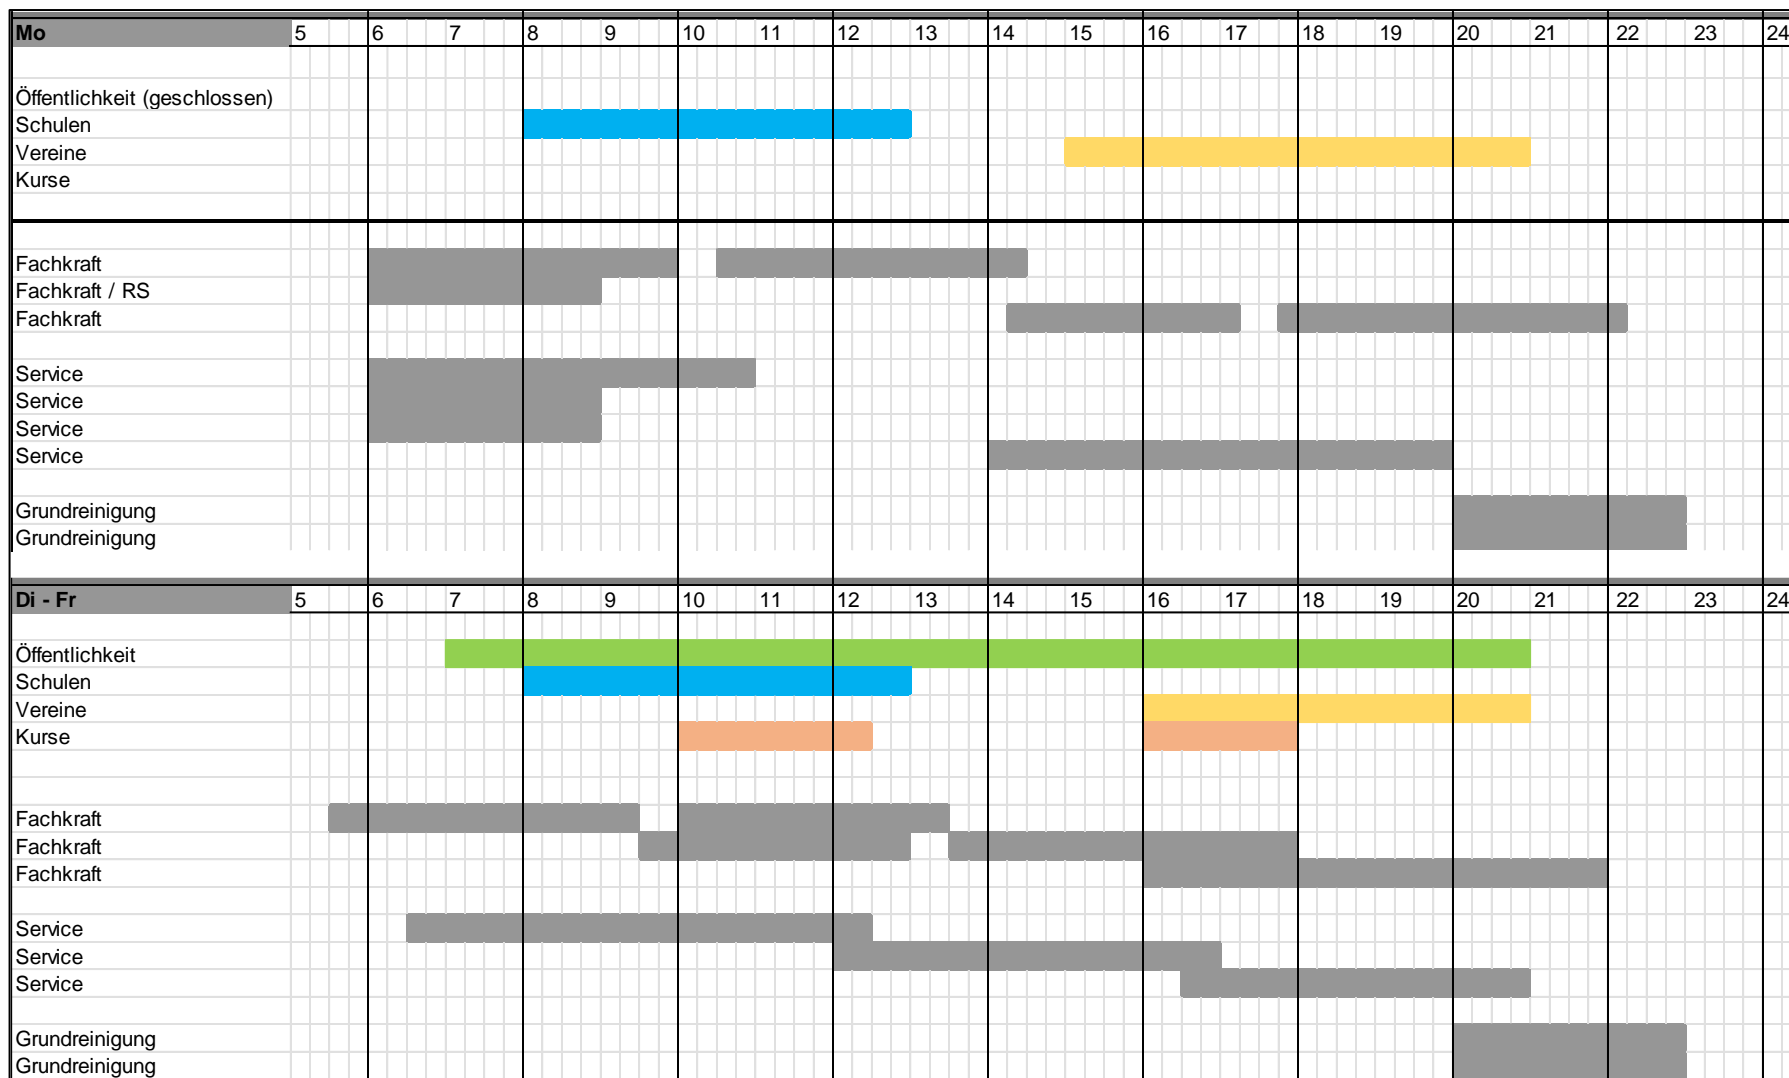 Mo 5 6 7 8 9 10 11 12 13 14 15 16 17 18 19 20 21 22 23 24
Öffentlichkeit (geschlossen)
Schulen
Vereine
Kurse
Fachkraft
Fachkraft / RS
Fachkraft
Service
Service
Service
Service
Grundreinigung
Grundreinigung
Di - Fr 5 6 7 8 9 10 11 12 13 14 15 16 17 18 19 20 21 22 23 24
Öffentlichkeit
Schulen
Vereine
Kurse
Fachkraft
Fachkraft
Fachkraft
Service
Service
Service
Grundreinigung
Grundreinigung